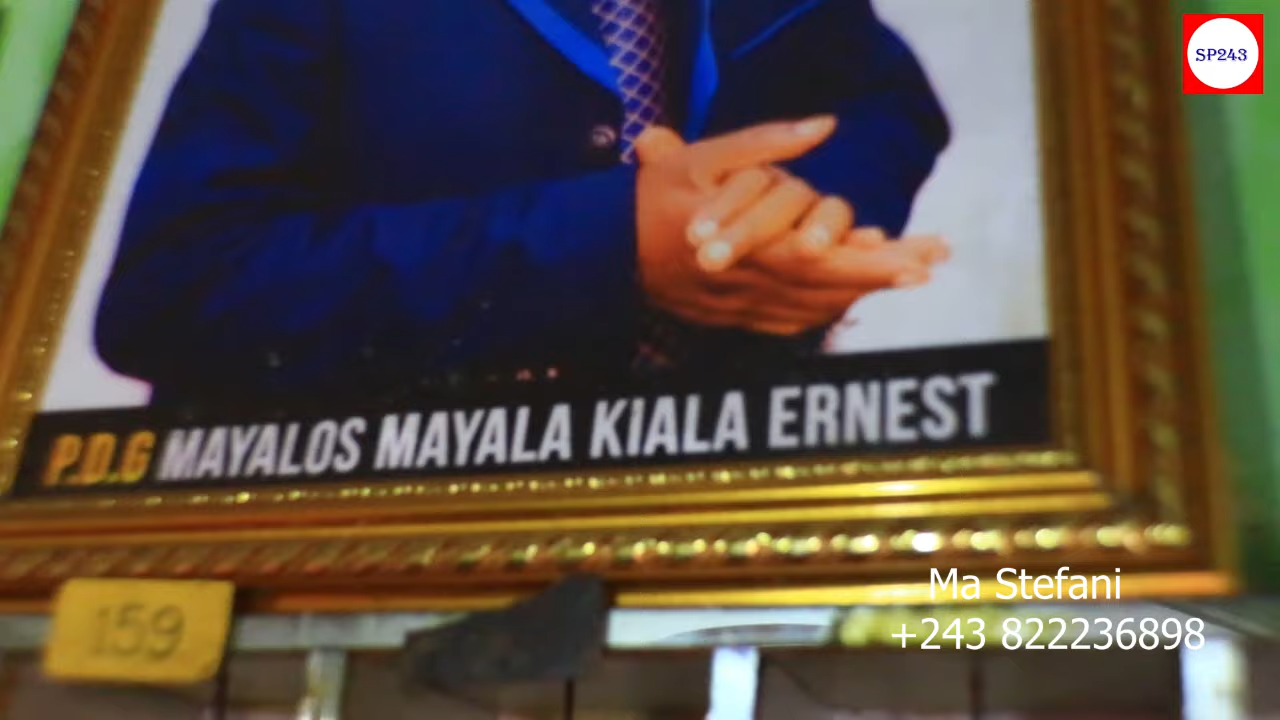 SP243
P.D.G MAYALOS MAYALA KIALA ERNEST
159
Ma Stefani
+243 822236898